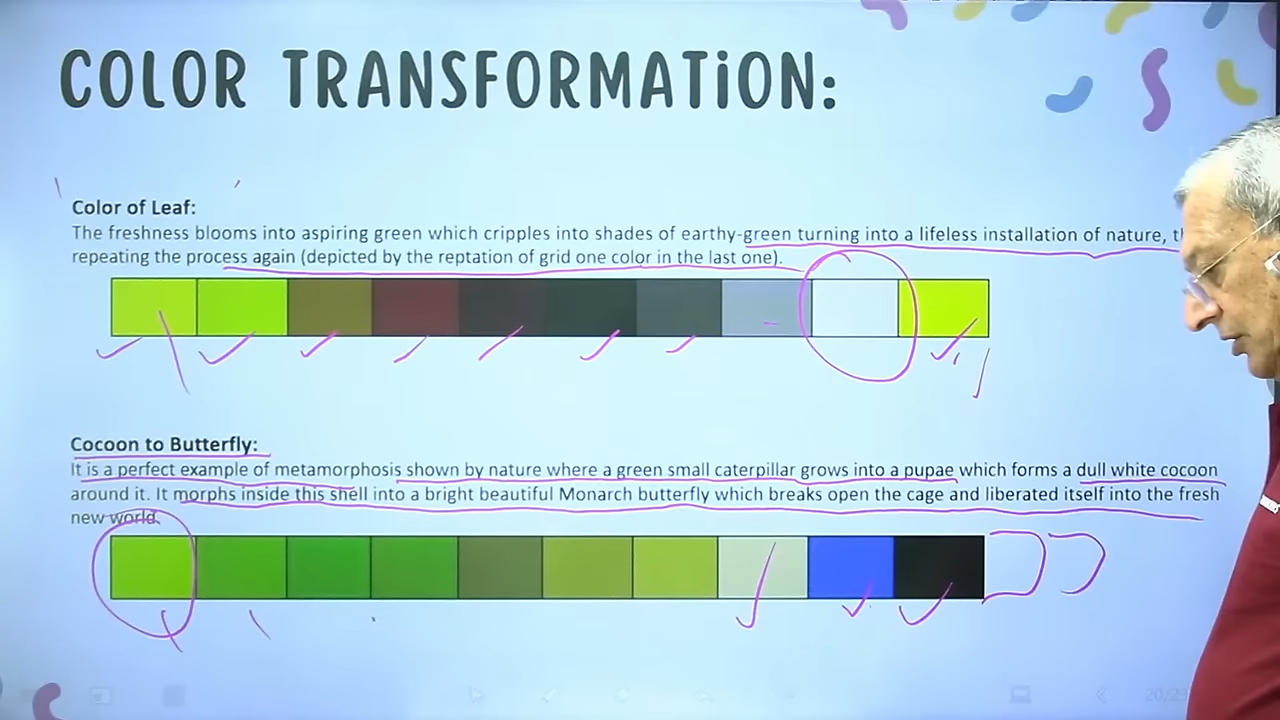 COLOR TRANSFORMATiON:
Color of Leaf:
The freshness blooms into aspiring green which cripples into shades of earthy-green turning into a lifeless installation of nature,
repeating the process again (depicted by the reptation of grid one color in the last one).
Cocoon to Butterfly:
It is a perfect example of metamorphosis shown by nature where a green small caterpillar grows into a pupae which forms a dull white cocoon
around it. It morphs inside this shell into a bright beautiful Monarch butterfly which breaks open the cage and liberated itself into the fresh
new world.